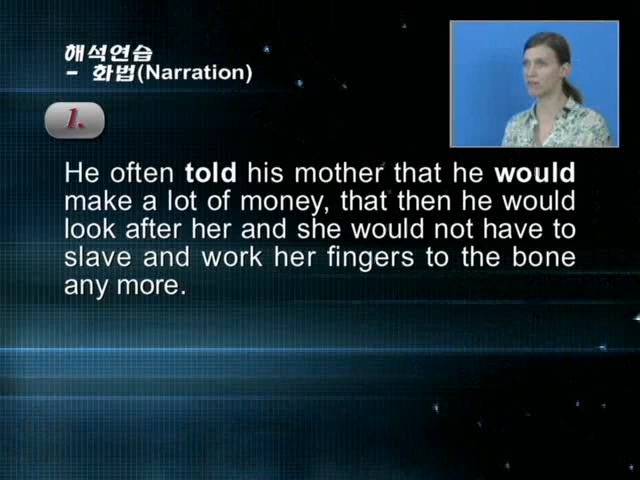 해석연습
- 화법(Narration)
1.
He often told his mother that he would
make a lot of money, that then he would
look after her and she would not have to
slave and work her fingers to the bone
any more.